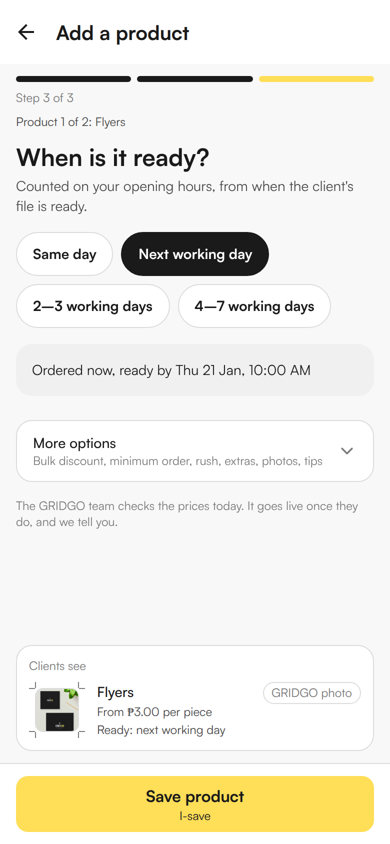 Add a product
Step 3 of 3
Product 1 of 2: Flyers
When is it ready?
Counted on your opening hours, from when the client's
file is ready.
Same day
Next working day
2—3 working days
4—7 working days
Ordered now, ready by Thu 21 Jan, 10:00 AM
More options
Bulk discount, minimum order, rush, extras, photos, tips
The GRIDGO team checks the prices today. It goes live once they
do, and we tell you.
Clients see
Flyers
GRIDGO photo
From ₱3.00 per piece
Ready: next working day
Save product
I-save